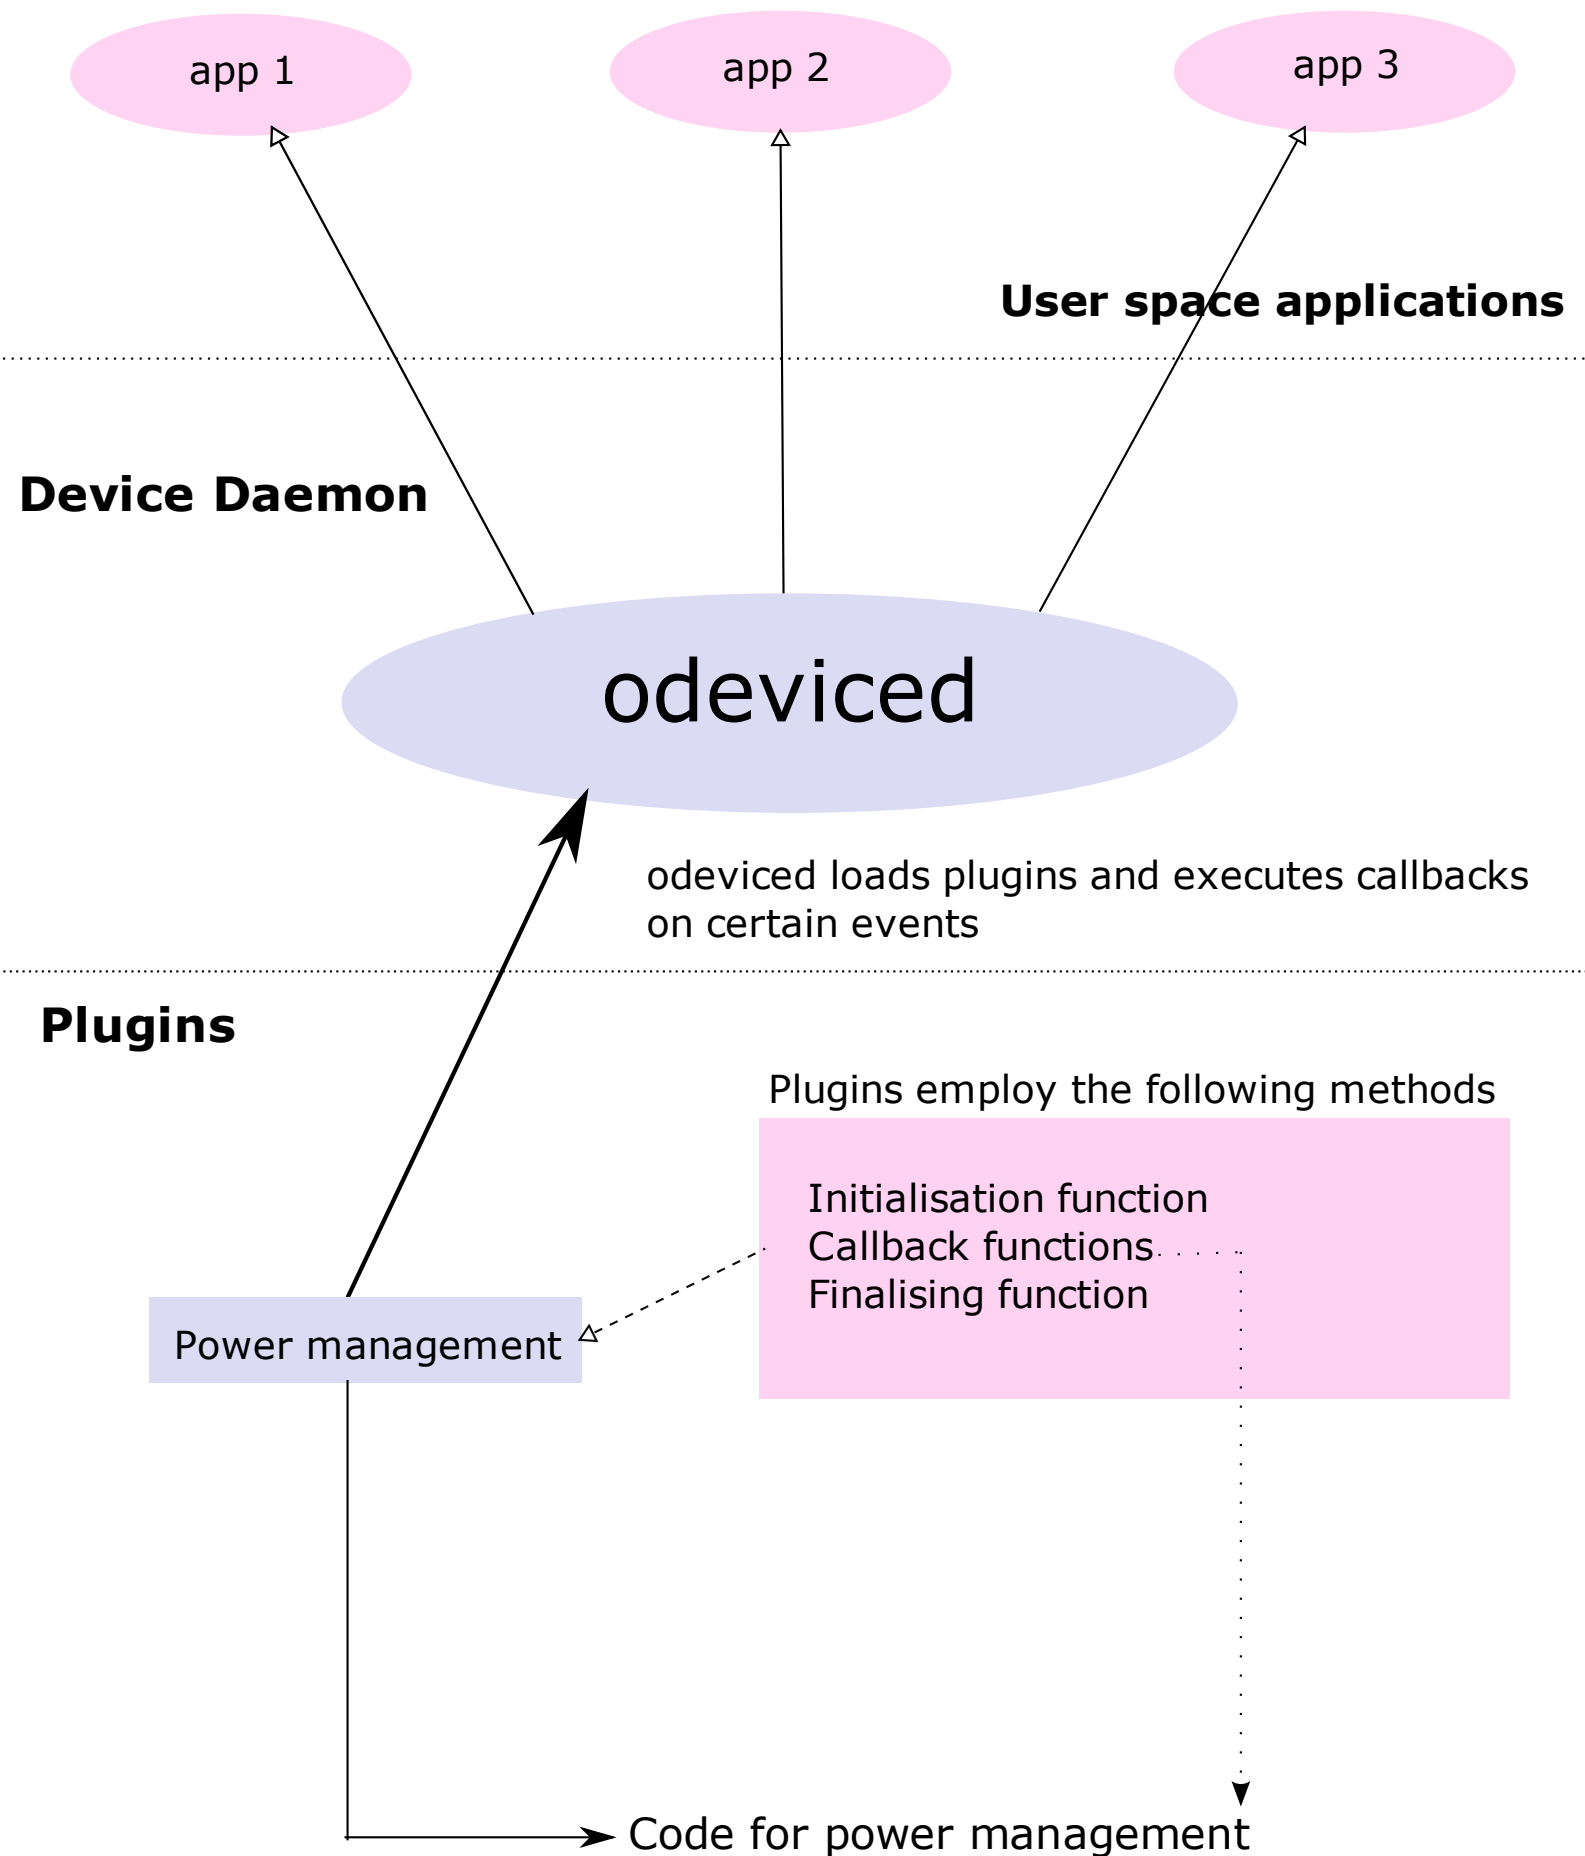 app 1
app 2
app 3
User space applications
Device Daemon
odeviced
odeviced loads plugins and executes callbacks
on certain events
Plugins
Plugins employ the following methods
Initialisation function
Callback functions
Finalising function
Power management
Code for power management